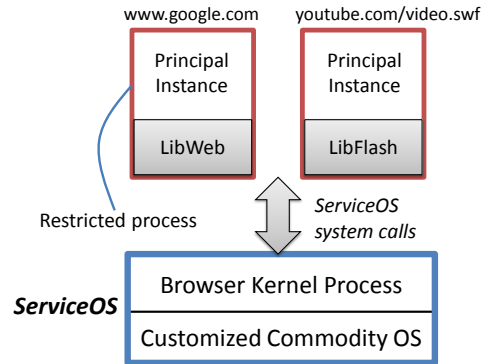 www.google.com
youtube.com/video.swf
Principal
Instance
Principal
Instance
LibWeb
LibFlash
Restricted process
ServiceOS
system calls
Browser Kernel Process
ServiceOS
Customized Commodity OS